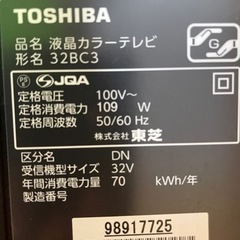 TOSHIBA
品名 液晶カラーテレビ
形名 32BC3
PS E JQA
定格電圧 100V～
定格消費電力 109 W
定格周波数 50/60 Hz
株式会社 東芝
区分名 DN
受信機型サイズ 32V
年間消費電力量 70 kWh/年
製造番号
98917725